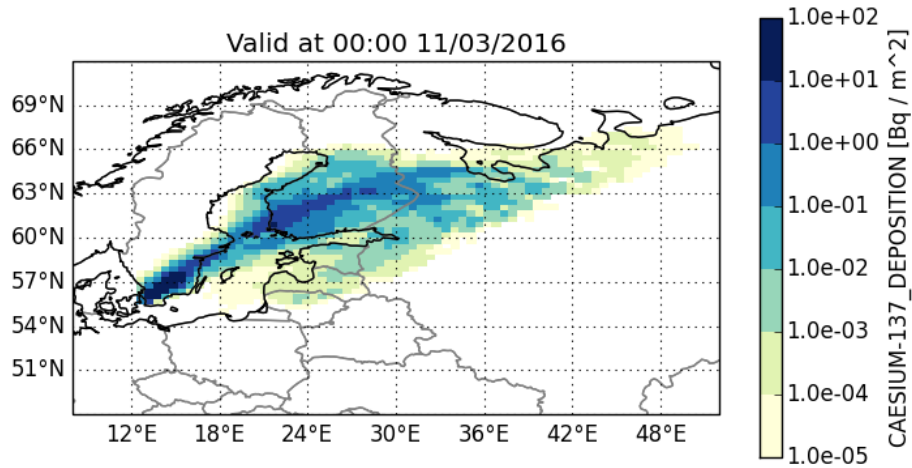 Valid at 00:00 11/03/2016
69°N
66°N
63°N
60°N
57°N
54°N
51°N
12°E 18°E 24°E 30°E 36°E 42°E 48°E
1.0e+02
1.0e+01
1.0e+00
1.0e-01
1.0e-02
1.0e-03
1.0e-04
1.0e-05
CAESIUM-137_DEPOSITION [Bq / m^2]